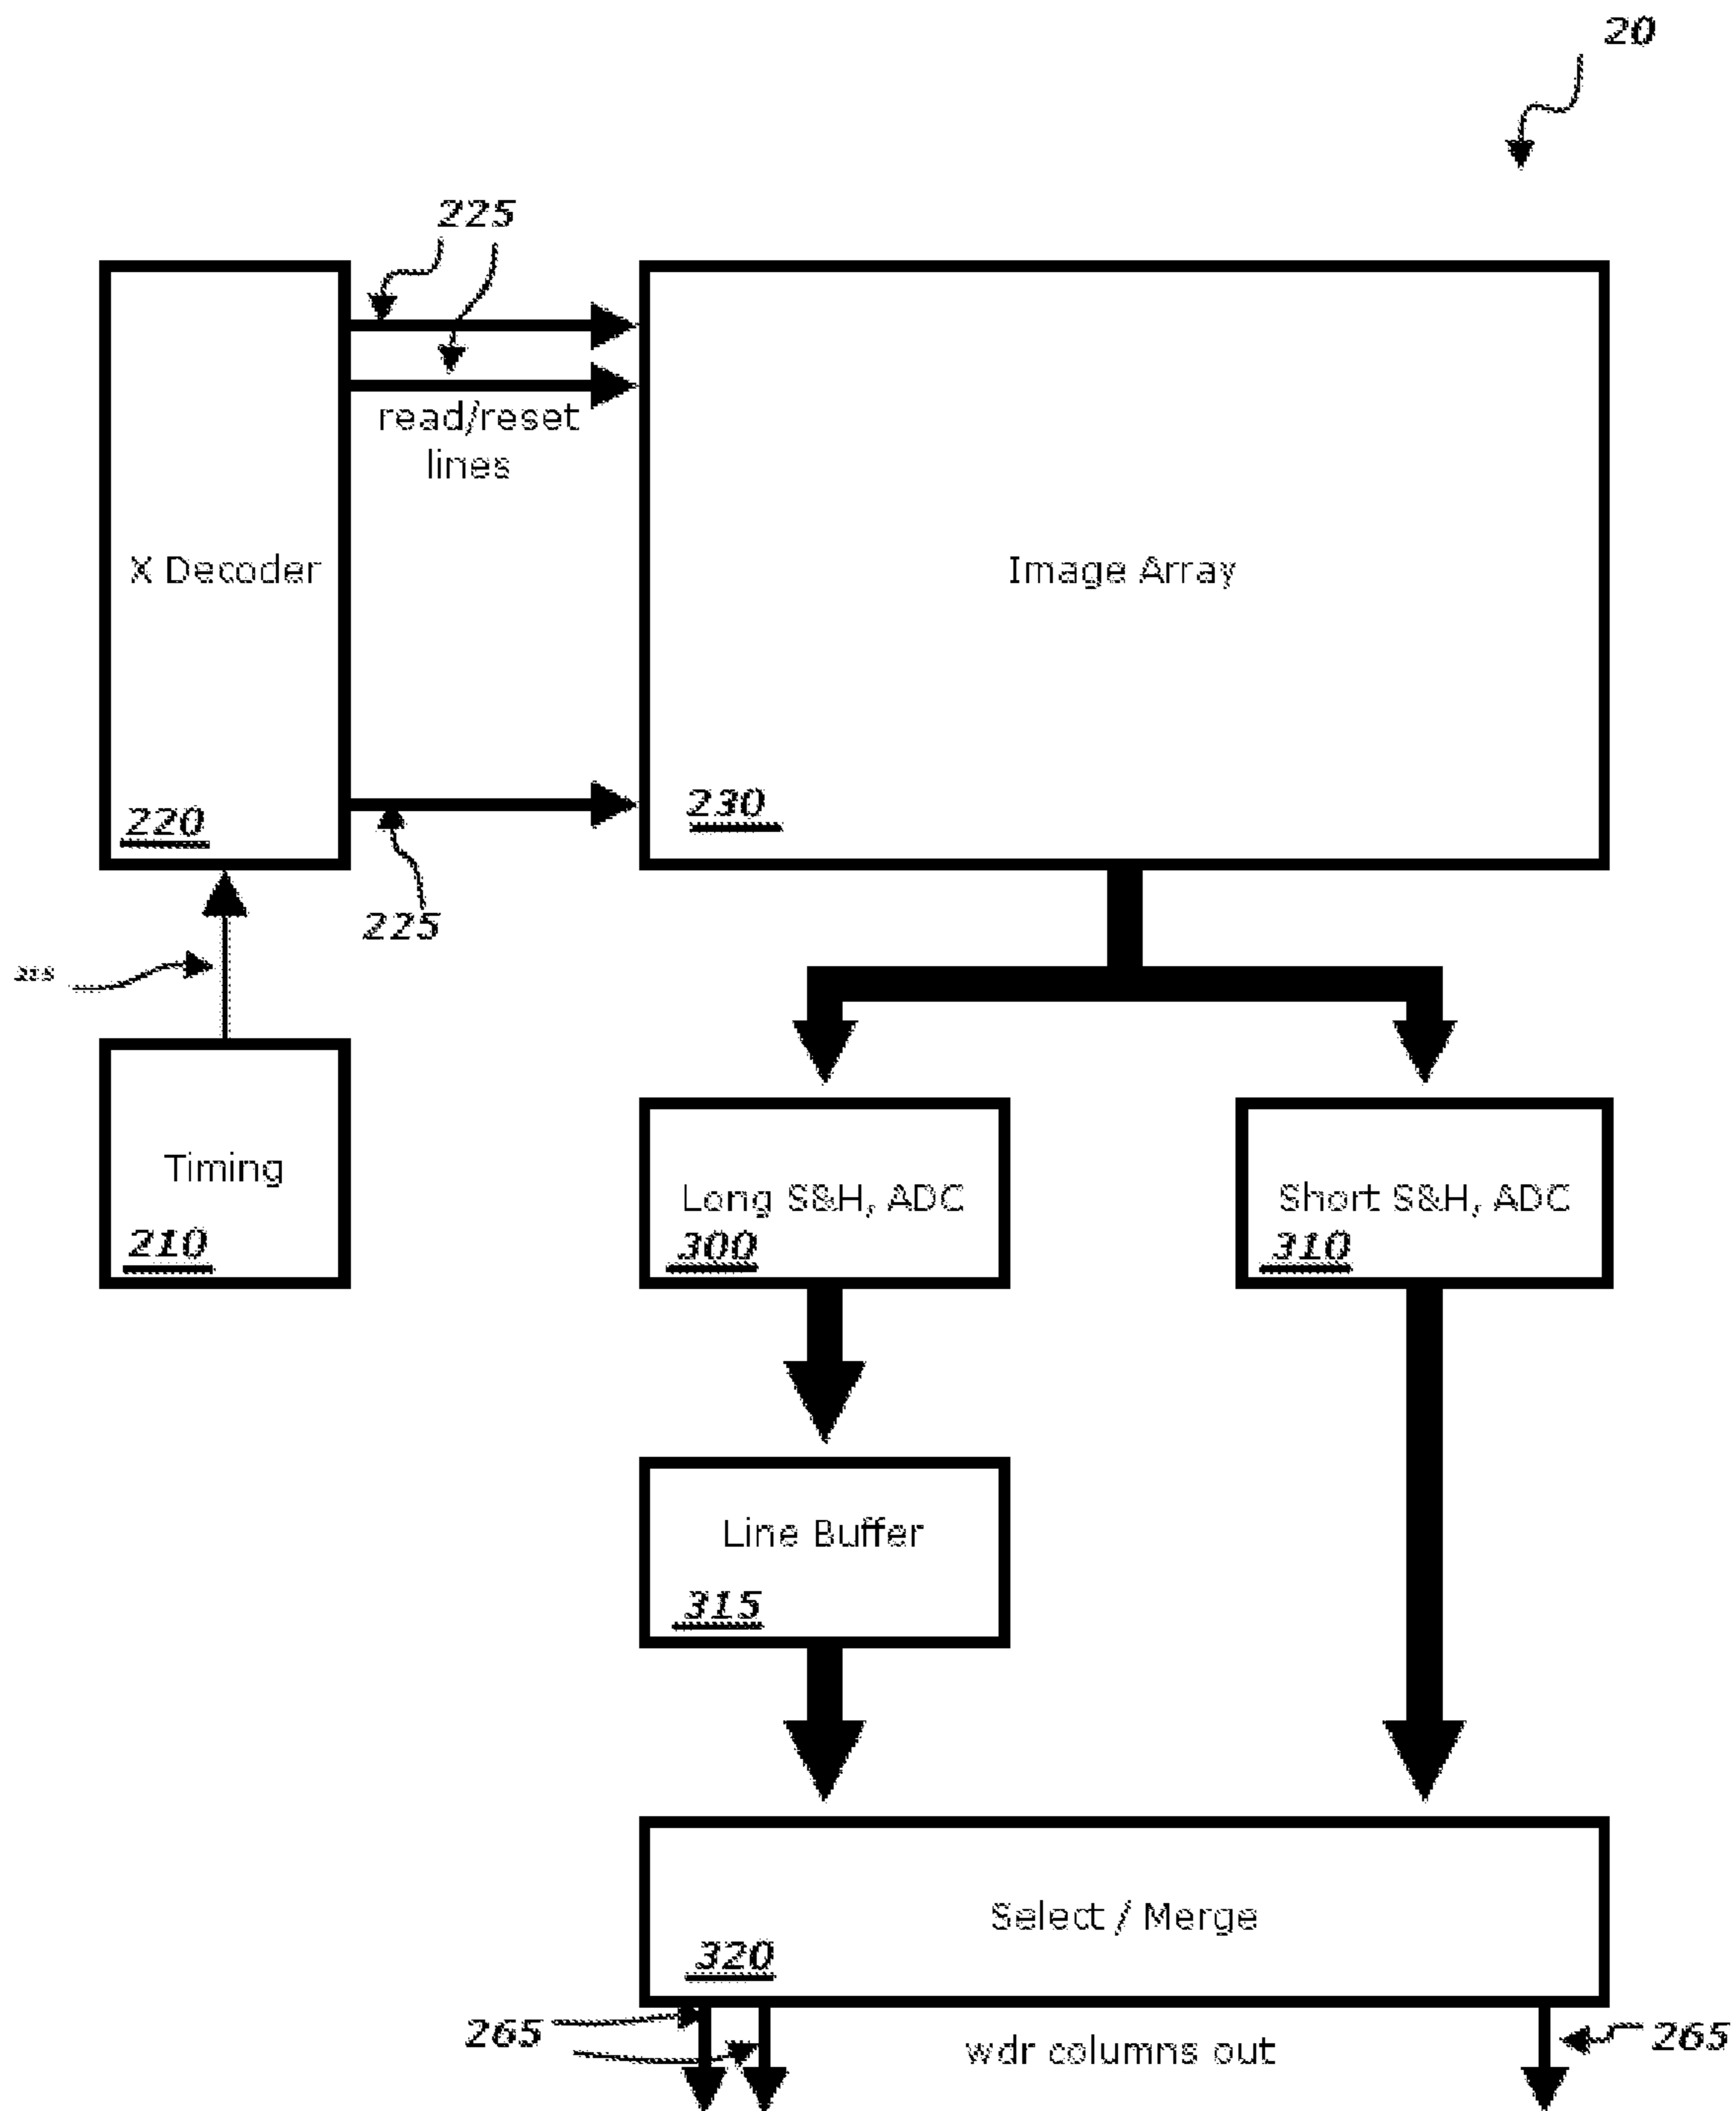 20
225
read/reset
lines
X Decoder
Image Array
220
230
225
Timing
210
Long S&H, ADC
300
Short S&H, ADC
310
Line Buffer
315
Select / Merge
320
265
wdr columns out
265